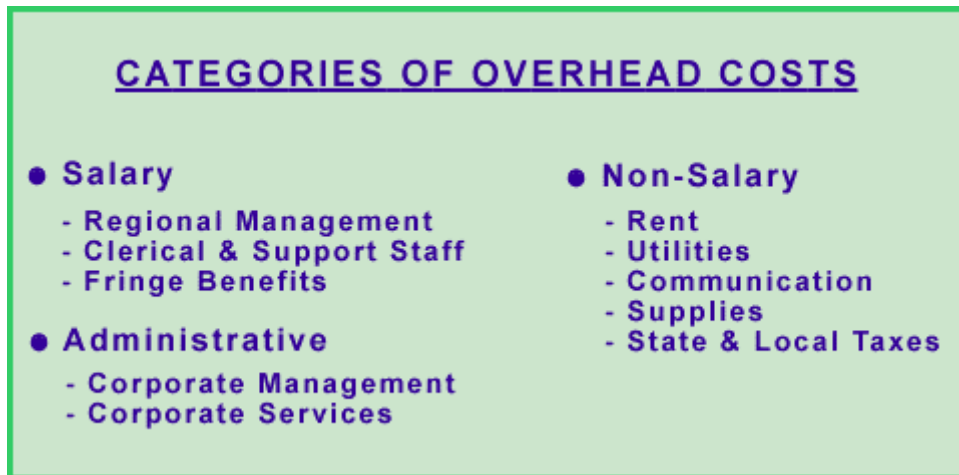 CATEGORIES OF OVERHEAD COSTS
● Salary
- Regional Management
- Clerical & Support Staff
- Fringe Benefits
● Administrative
- Corporate Management
- Corporate Services
● Non-Salary
- Rent
- Utilities
- Communication
- Supplies
- State & Local Taxes